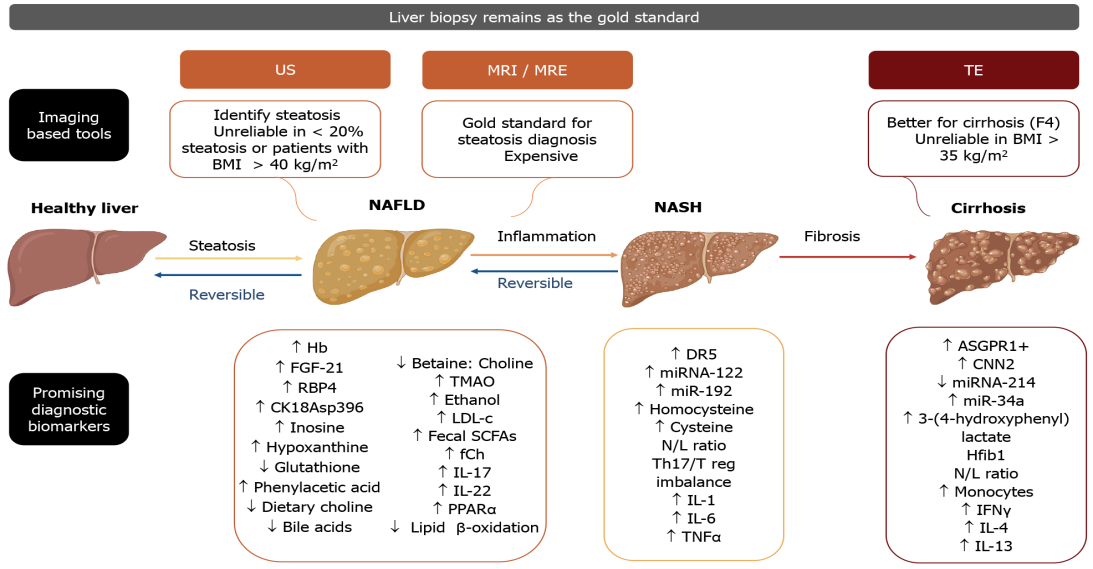 Liver biopsy remains as the gold standard
US
MRI / MRE
TE
Imaging
based tools
Identify steatosis
Unreliable in < 20%
steatosis or patients with
BMI > 40 kg/m²
Gold standard for
steatosis diagnosis
Expensive
Better for cirrhosis (F4)
Unreliable in BMI >
35 kg/m²
Healthy liver
NAFLD
NASH
Cirrhosis
Steatosis
Reversible
Inflammation
Reversible
Fibrosis
Promising
diagnostic
biomarkers
↑ Hb
↑ FGF-21
↑ RBP4
↑ CK18Asp396
↑ Inosine
↑ Hypoxanthine
↓ Glutathione
↑ Phenylacetic acid
↓ Dietary choline
↓ Bile acids
↓ Betaine: Choline
↑ TMAO
↑ Ethanol
↑ LDL-c
↑ Fecal SCFAs
↑ fCh
↑ IL-17
↑ IL-22
↑ PPARα
↓ Lipid β-oxidation
↑ DR5
↑ miRNA-122
↑ miR-192
↑ Homocysteine
↑ Cysteine
N/L ratio
Th17/T reg
imbalance
↑ IL-1
↑ IL-6
↑ TNFα
↑ ASGPR1+
↑ CNN2
↓ miRNA-214
↑ miR-34a
↑ 3-(4-hydroxyphenyl)
lactate
Hfib1
N/L ratio
↑ Monocytes
↑ IFNγ
↑ IL-4
↑ IL-13